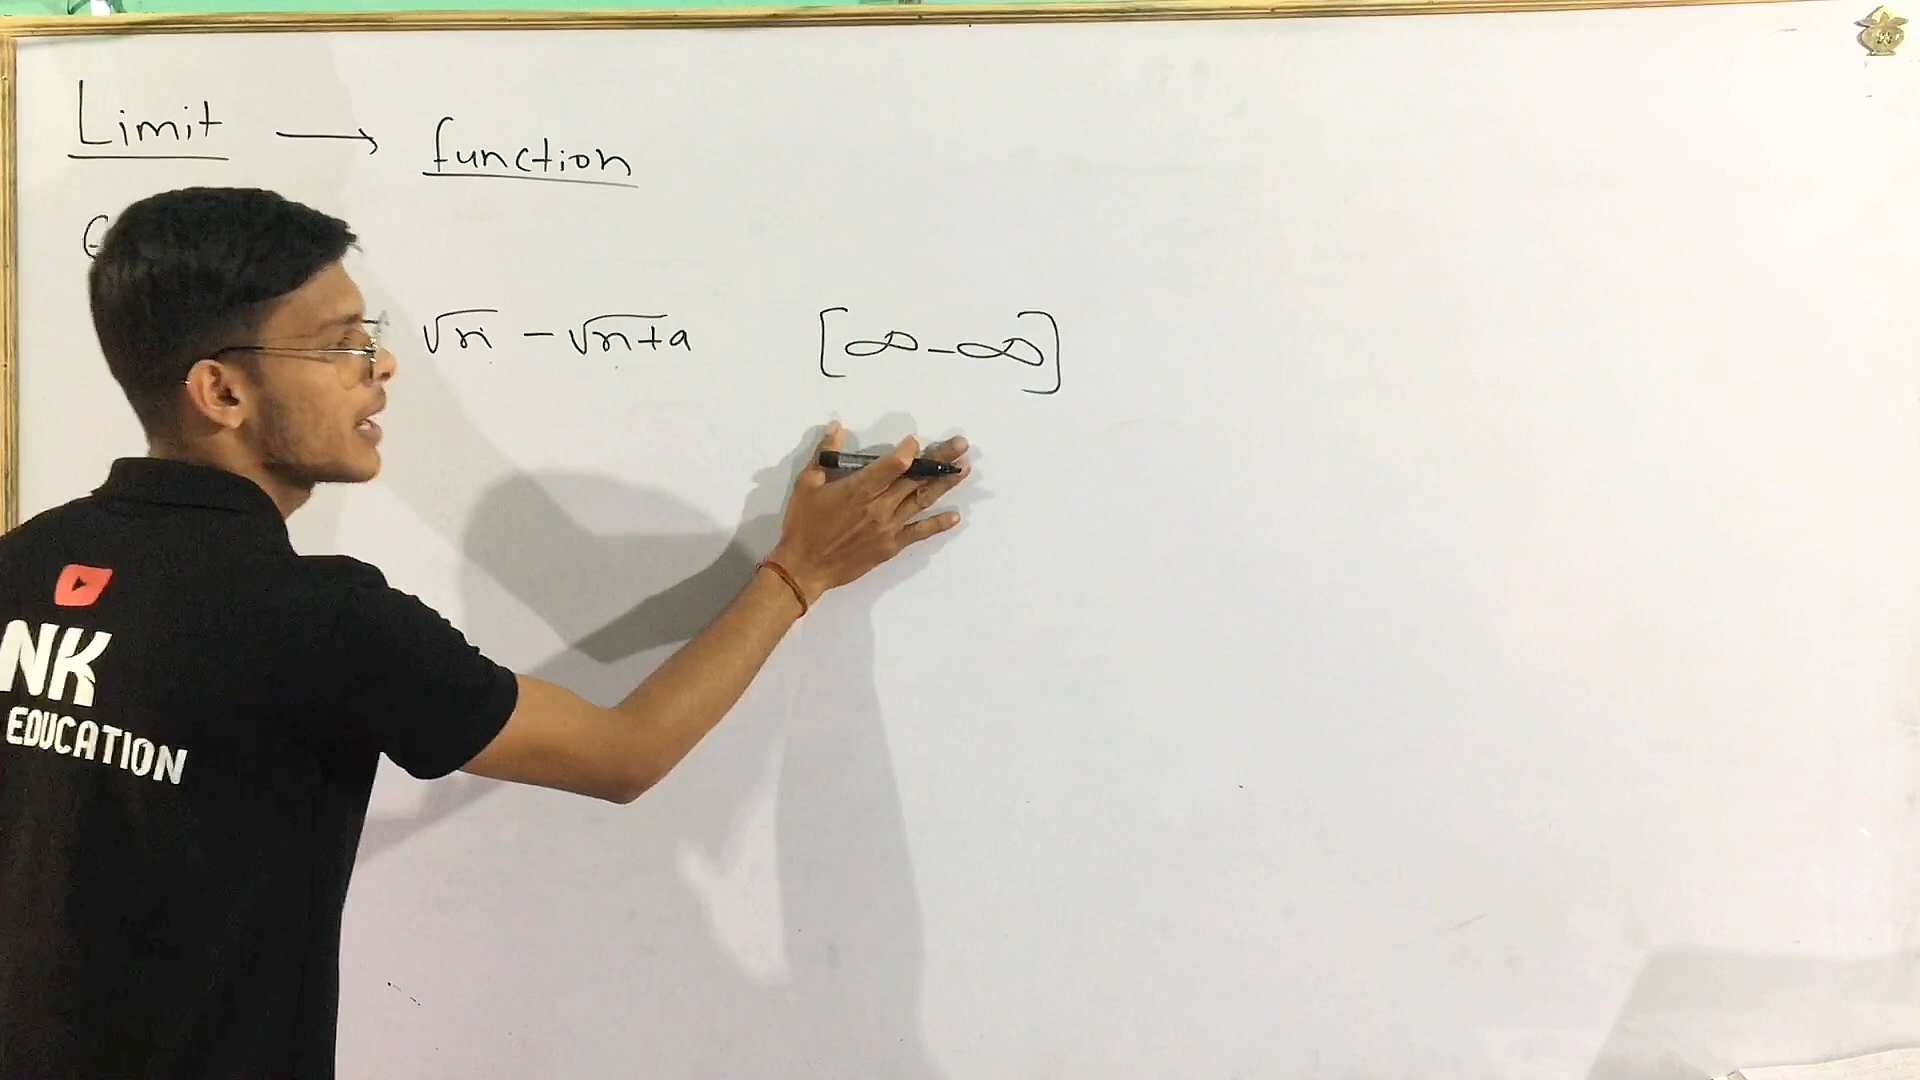 Limit → function
√x - √x+a [∞-∞]
NK
EDUCATION